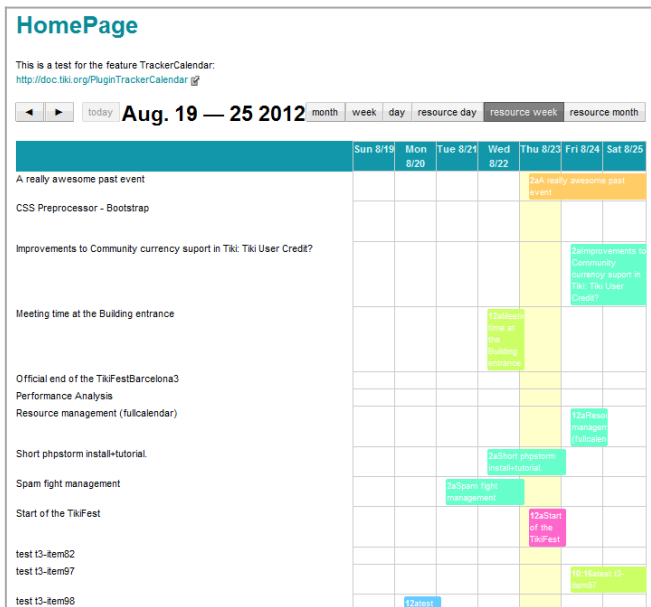 HomePage
This is a test for the feature TrackerCalendar:
http://doc.tiki.org/PluginTrackerCalendar
today Aug. 19 — 25 2012 month week day resource day resource week resource month
Sun 8/19 Mon 8/20 Tue 8/21 Wed 8/22 Thu 8/23 Fri 8/24 Sat 8/25
A really awesome past event
2aA really awesome past
event
CSS Preprocessor - Bootstrap
Improvements to Community currency suport in Tiki: Tiki User Credit?
2aImprovements to
Community
currency suport in
Tiki: Tiki User
Credit?
Meeting time at the Building entrance
time at
the
Building
entrance
Official end of the TikiFestBarcelona3
Performance Analysis
Resource management (fullcalendar)
12aReso
managem
(fullcalen
Short phpstorm install+tutorial.
2aShort phpstorm
install+tutorial
Spam fight management
2aSpam fight
management
Start of the TikiFest
12aStart
of the
TikiFest
test t3-item82
test t3-item97
10:16atest t3-
item97
test t3-item98
12atest